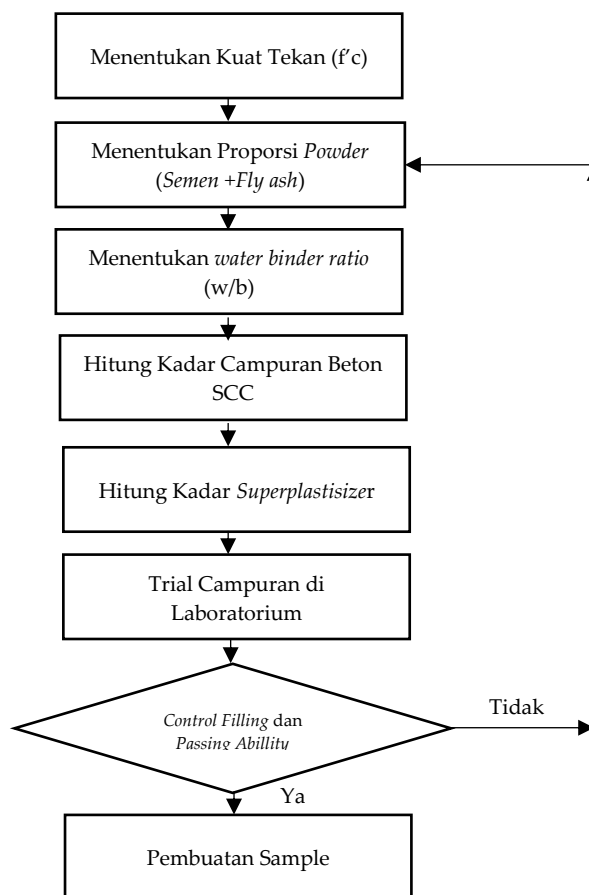 Menentukan Kuat Tekan (f'c)
Menentukan Proporsi Powder
(Semen +Fly ash)
Menentukan water binder ratio
(w/b)
Hitung Kadar Campuran Beton
SCC
Hitung Kadar Superplastisizer
Trial Campuran di
Laboratorium
Control Filling dan
Passing Abillity
Tidak
Ya
Pembuatan Sample